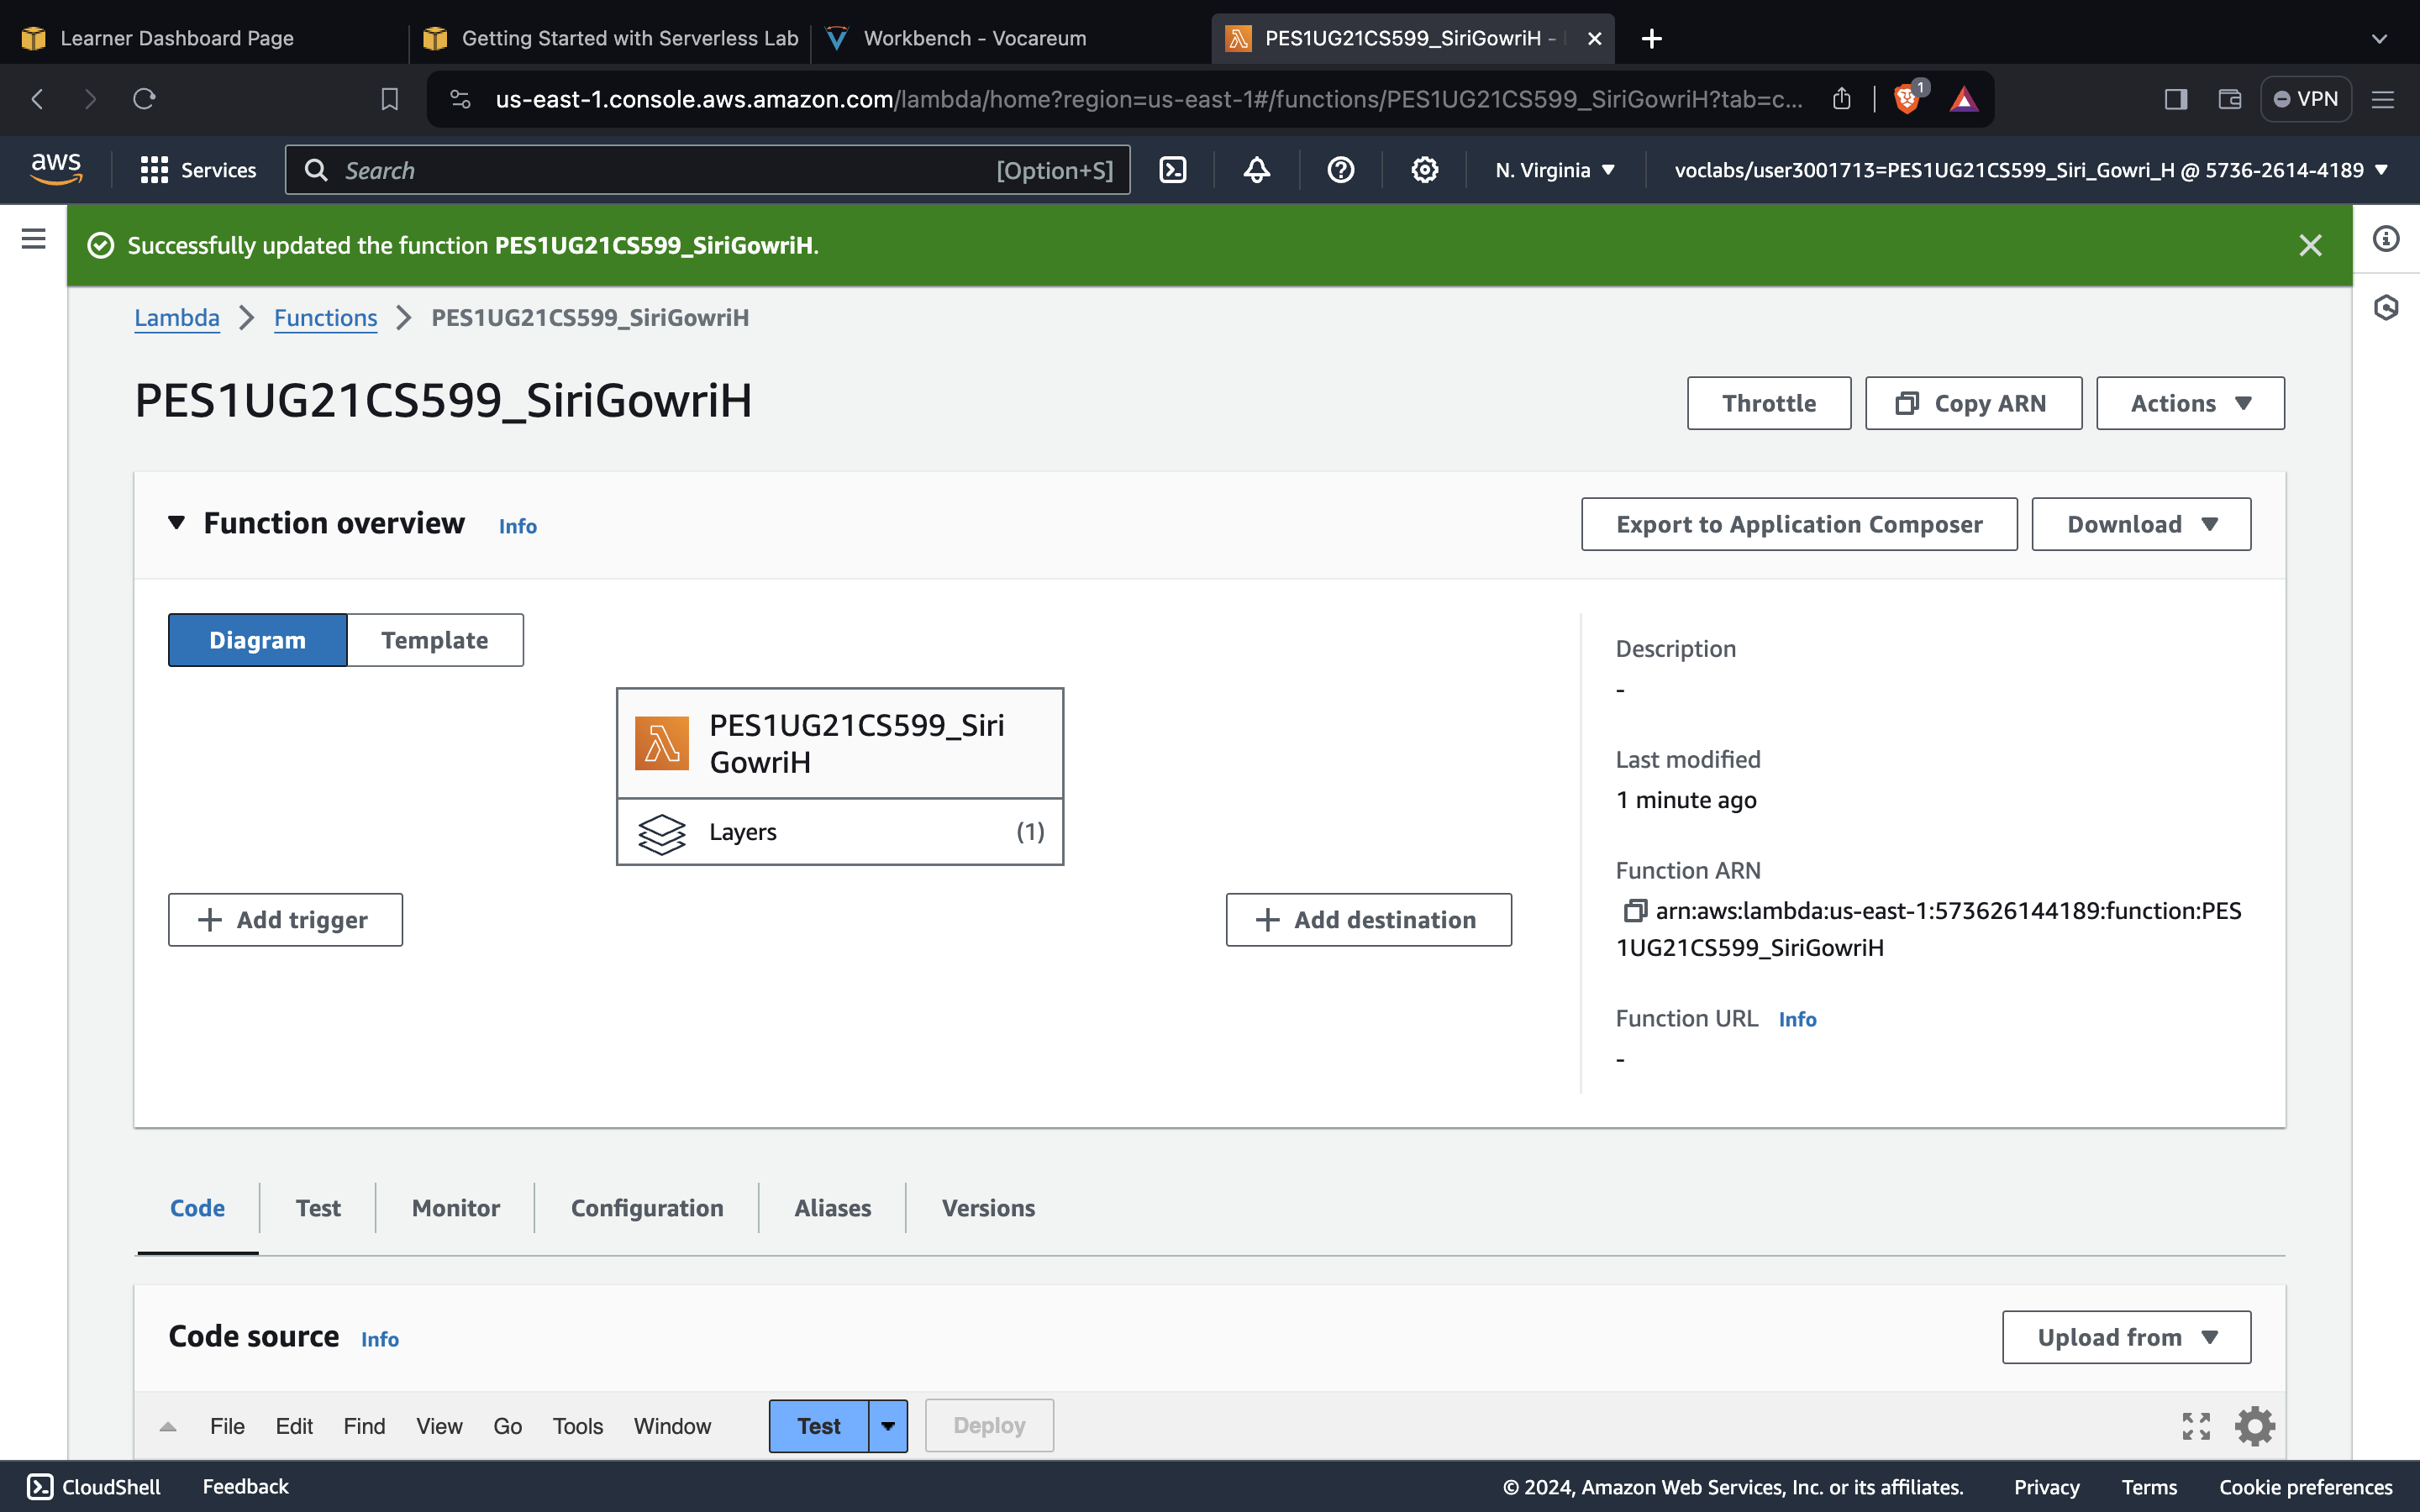 Learner Dashboard Page
Getting Started with Serverless Lab
Workbench - Vocareum
PES1UG21CS599_SiriGowriH -
us-east-1.console.aws.amazon.com/lambda/home?region=us-east-1#/functions/PES1UG21CS599_SiriGowriH?tab=c...
1
VPN
aws
Services
Search
[Option+S]
N. Virginia
voclabs/user3001713=PES1UG21CS599_Siri_Gowri_H @ 5736-2614-4189
Successfully updated the function PES1UG21CS599_SiriGowriH.
Lambda
Functions
PES1UG21CS599_SiriGowriH
PES1UG21CS599_SiriGowriH
Throttle
Copy ARN
Actions
Function overview
Info
Export to Application Composer
Download
Diagram
Template
PES1UG21CS599_Siri
GowriH
Layers
(1)
Add trigger
Add destination
Description
-
Last modified
1 minute ago
Function ARN
arn:aws:lambda:us-east-1:573626144189:function:PES
1UG21CS599_SiriGowriH
Function URL
Info
-
Code
Test
Monitor
Configuration
Aliases
Versions
Code source
Info
Upload from
File
Edit
Find
View
Go
Tools
Window
Test
Deploy
CloudShell
Feedback
© 2024, Amazon Web Services, Inc. or its affiliates.
Privacy
Terms
Cookie preferences